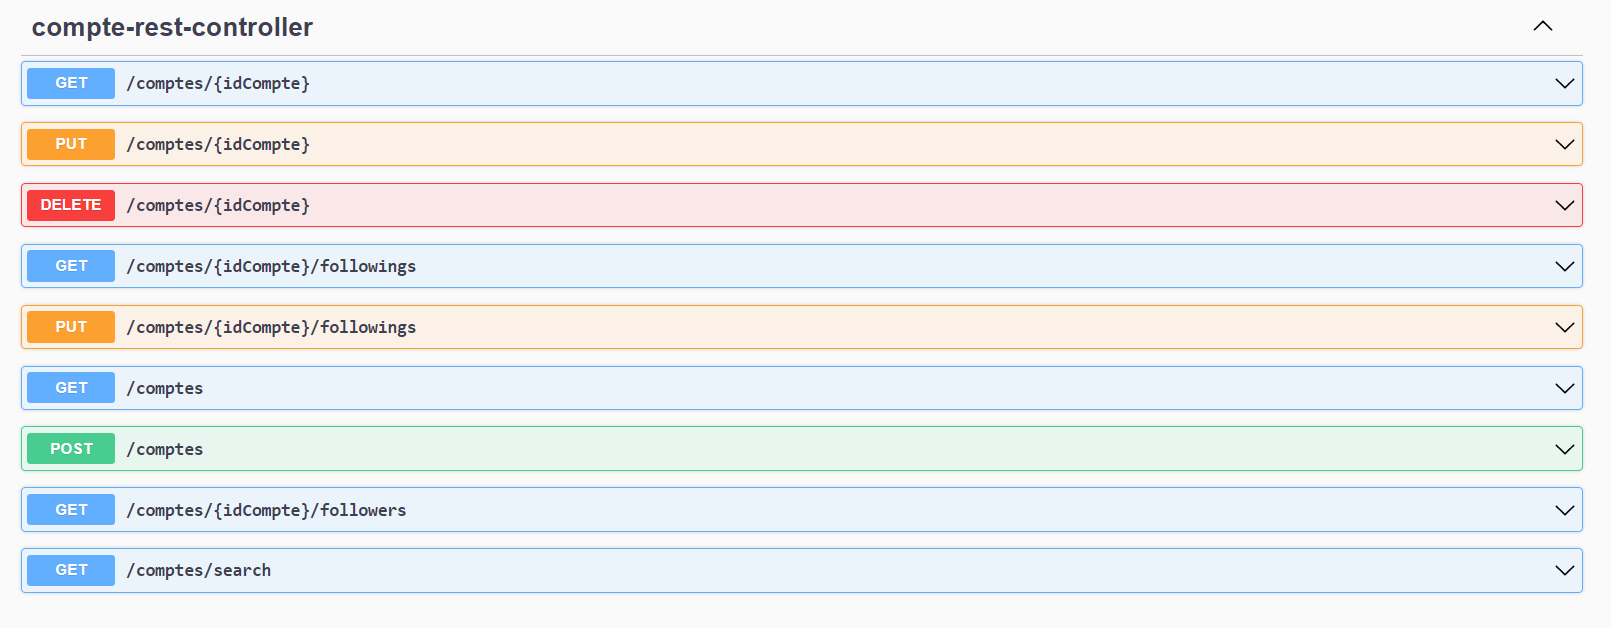 compte-rest-controller
GET /comptes/{idCompte}
PUT /comptes/{idCompte}
DELETE /comptes/{idCompte}
GET /comptes/{idCompte}/followings
PUT /comptes/{idCompte}/followings
GET /comptes
POST /comptes
GET /comptes/{idCompte}/followers
GET /comptes/search